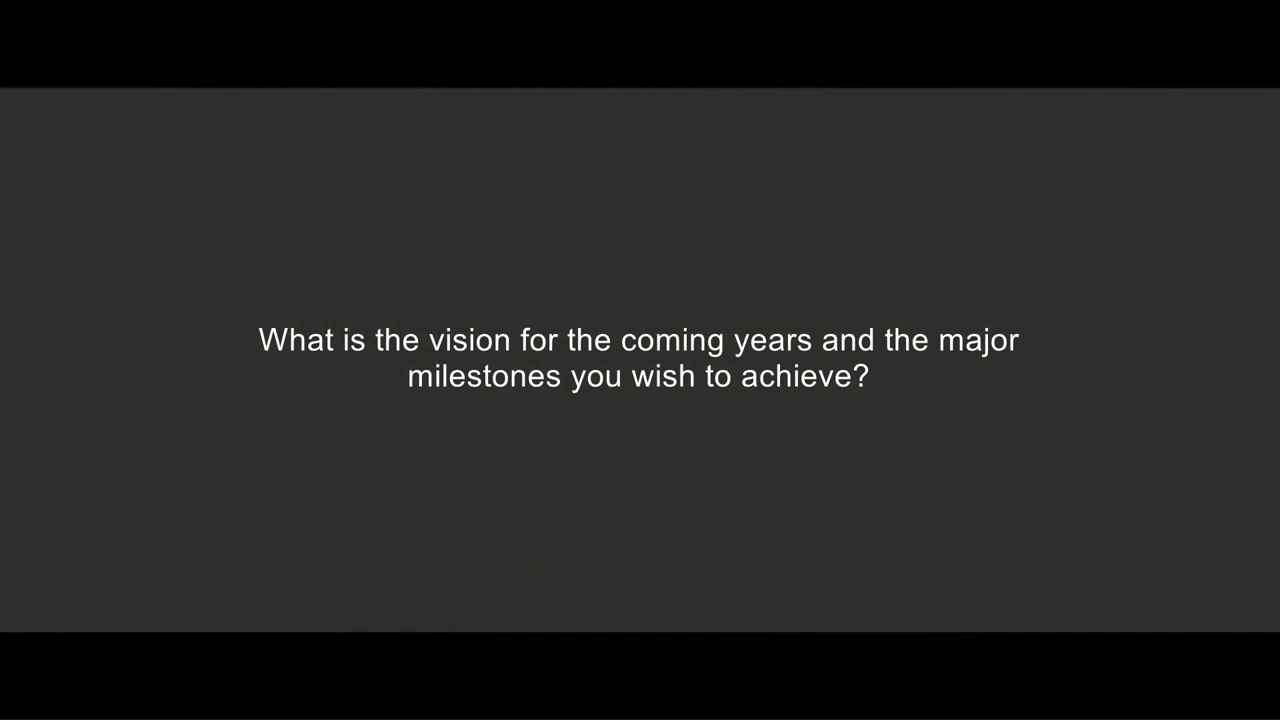 What is the vision for the coming years and the major
milestones you wish to achieve?